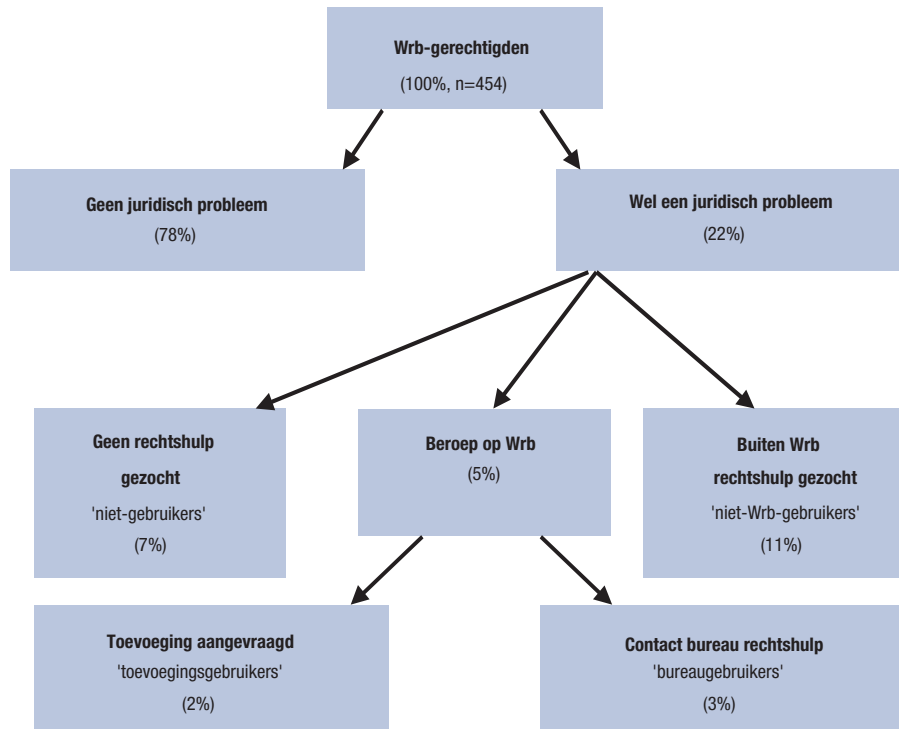 Wrb-gerechtigden
(100%, n=454)
Geen juridisch probleem
(78%)
Wel een juridisch probleem
(22%)
Geen rechtshulp
gezocht
'niet-gebruikers'
(7%)
Beroep op Wrb
(5%)
Buiten Wrb
rechtshulp gezocht
'niet-Wrb-gebruikers'
(11%)
Toevoeging aangevraagd
'toevoegingsgebruikers'
(2%)
Contact bureau rechtshulp
'bureaugebruikers'
(3%)